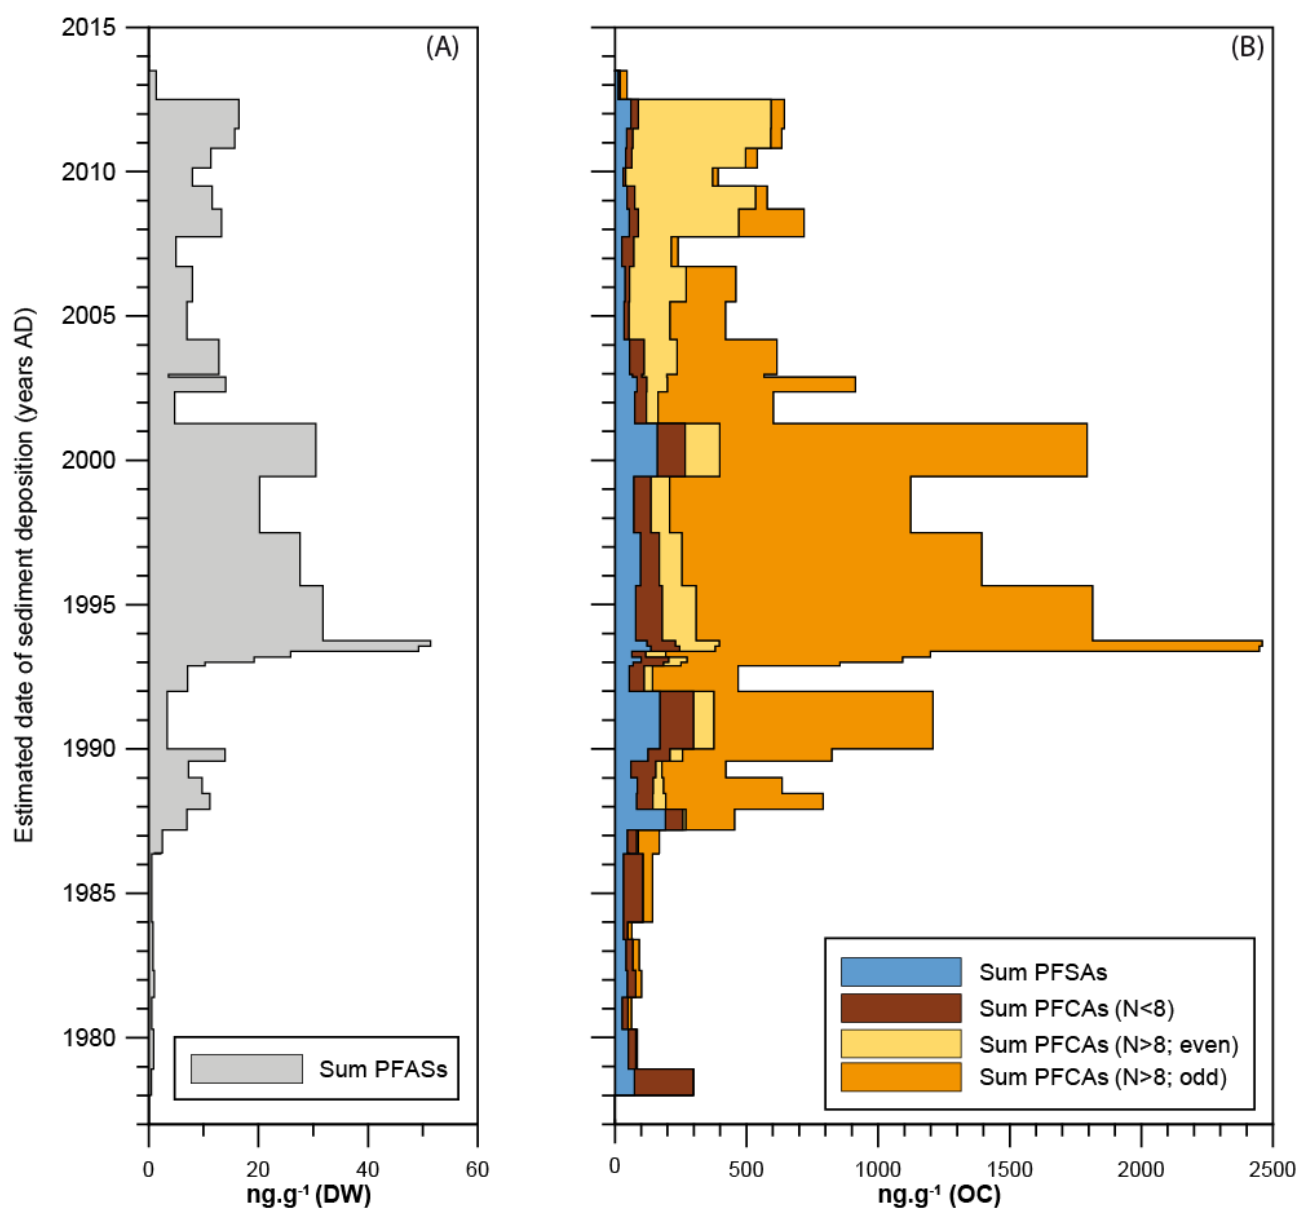 (A)
(B)
Estimated date of sediment deposition (years AD)
2015
2010
2005
2000
1995
1990
1985
1980
Sum PFASs
0 20 40 60
ng.g⁻¹ (DW)
Sum PFSAs
Sum PFCAs (N<8)
Sum PFCAs (N>8; even)
Sum PFCAs (N>8; odd)
0 500 1000 1500 2000 2500
ng.g⁻¹ (OC)